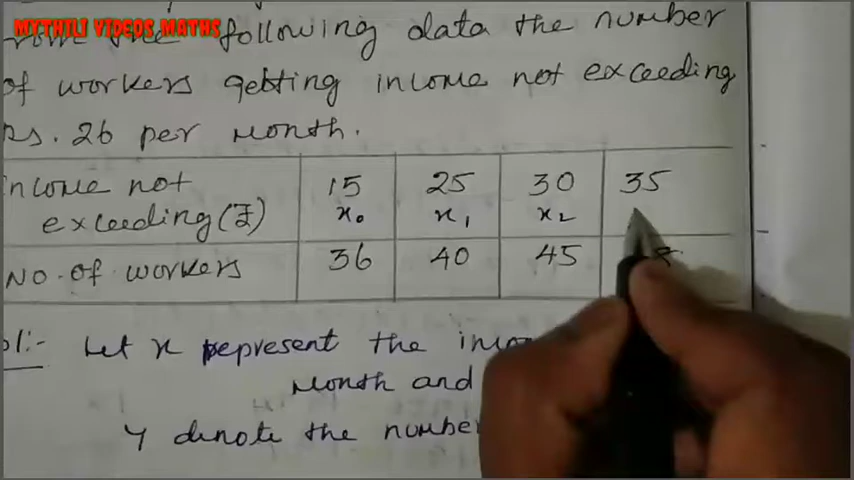 MYTHILI VIDEOS MATHS
the following data the number
of workers getting income not exceeding
Rs. 26 per month.
Income not exceeding (₹) 15 25 30 35
x₀ x₁ x₂
No. of workers 36 40 45
Let x represent the
month and
Y denote the number